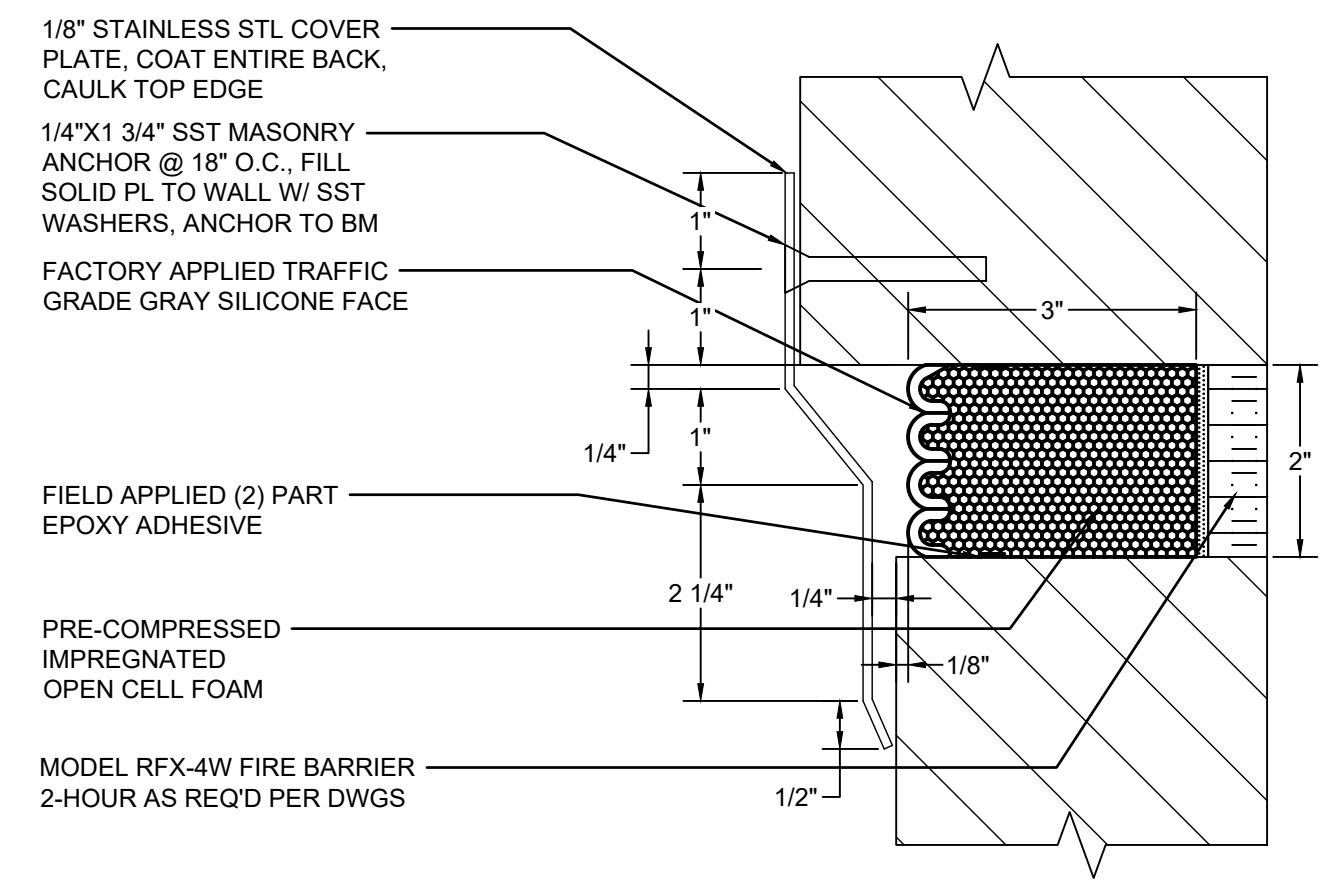 1/8" STAINLESS STL COVER
PLATE, COAT ENTIRE BACK,
CAULK TOP EDGE
1/4"X1 3/4" SST MASONRY
ANCHOR @ 18" O.C., FILL
SOLID PL TO WALL W/ SST
WASHERS, ANCHOR TO BM
FACTORY APPLIED TRAFFIC
GRADE GRAY SILICONE FACE
FIELD APPLIED (2) PART
EPOXY ADHESIVE
PRE-COMPRESSED
IMPREGNATED
OPEN CELL FOAM
MODEL RFX-4W FIRE BARRIER
2-HOUR AS REQ'D PER DWGS
1"
1"
3"
1/4"
1"
2"
2 1/4"
1/4"
1/8"
1/2"